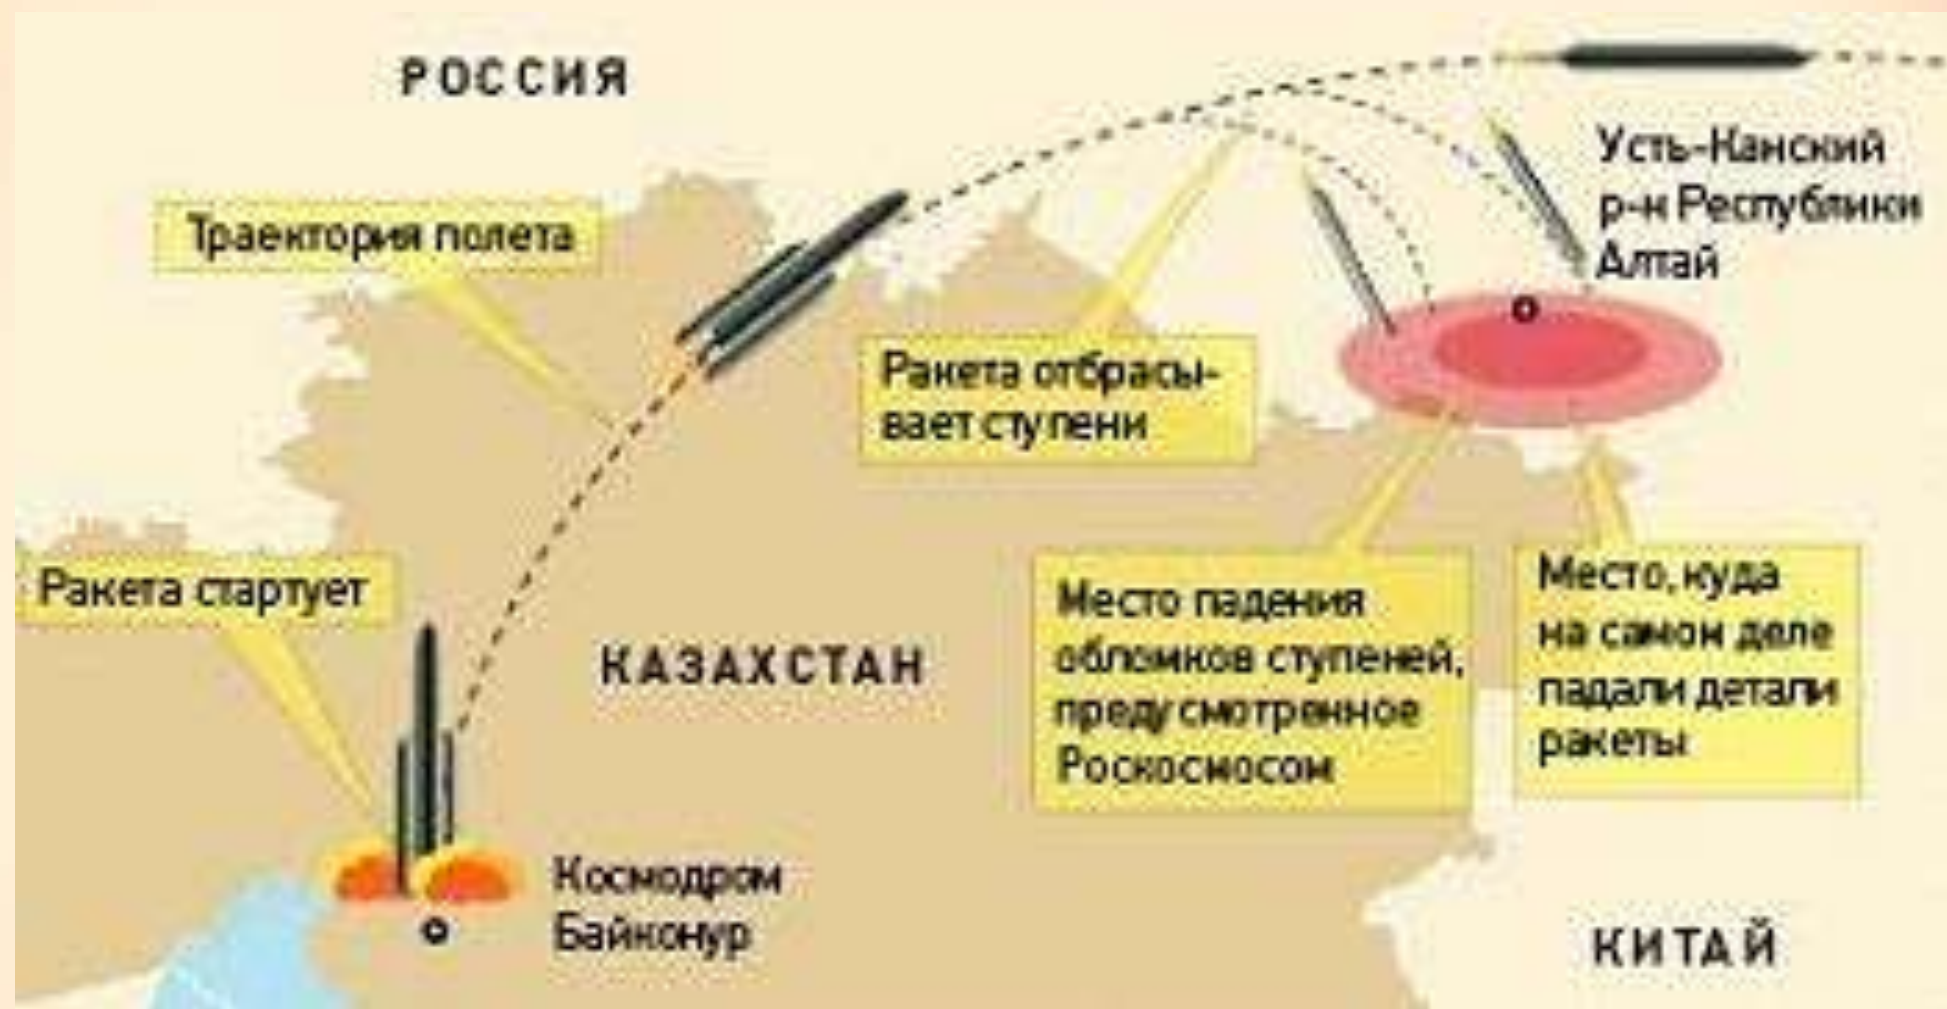 РОССИЯ
Усть-Канский
р-н Республики
Алтай
Траектория полета
Ракета отбрасы-
вает ступени
Ракета стартует
КАЗАХСТАН
Место падения
обломков ступеней,
предусмотренное
Роскосмосом
Место, куда
на самом деле
падали детали
ракеты
Космодром
Байконур
КИТАЙ